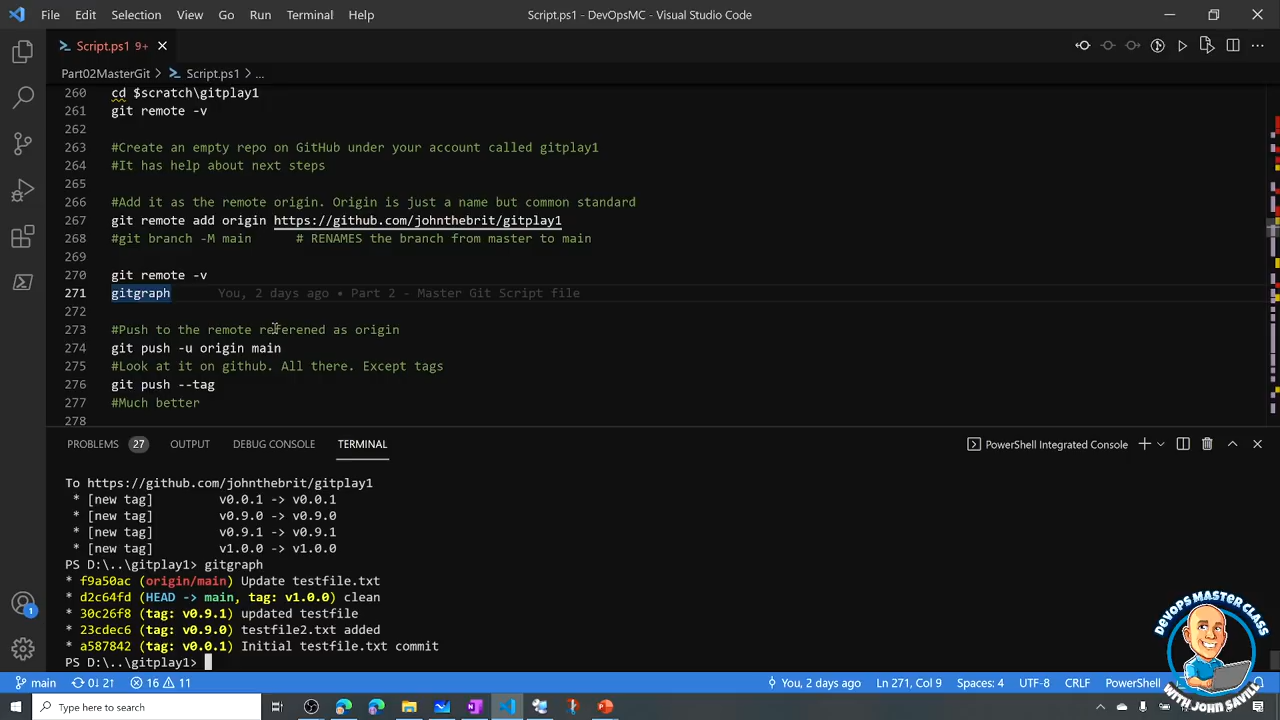 File Edit Selection View Go Run Terminal Help Script.ps1 - DevOpsMC - Visual Studio Code
Script.ps1 9+
Part02MasterGit > Script.ps1 > ...
260 cd $scratch\gitplay1
261 git remote -v
262
263 #Create an empty repo on GitHub under your account called gitplay1
264 #It has help about next steps
265
266 #Add it as the remote origin. Origin is just a name but common standard
267 git remote add origin https://github.com/johnthebrit/gitplay1
268 #git branch -M main # RENAMES the branch from master to main
269
270 git remote -v
271 gitgraph You, 2 days ago • Part 2 - Master Git Script file
272
273 #Push to the remote referened as origin
274 git push -u origin main
275 #Look at it on github. All there. Except tags
276 git push --tag
277 #Much better
278
PROBLEMS 27 OUTPUT DEBUG CONSOLE TERMINAL PowerShell Integrated Console
To https://github.com/johnthebrit/gitplay1
* [new tag] v0.0.1 -> v0.0.1
* [new tag] v0.9.0 -> v0.9.0
* [new tag] v0.9.1 -> v0.9.1
* [new tag] v1.0.0 -> v1.0.0
PS D:\..\gitplay1> gitgraph
* f9a50ac (origin/main) Update testfile.txt
* d2c64fd (HEAD -> main, tag: v1.0.0) clean
* 30c26f8 (tag: v0.9.1) updated testfile
* 23cdec6 (tag: v0.9.0) testfile2.txt added
* a587842 (tag: v0.0.1) Initial testfile.txt commit
PS D:\..\gitplay1>
1
DEVOPS MASTER CLASS
WITH JOHN SAVILL
main 0↓ 2↑ 16 11 You, 2 days ago Ln 271, Col 9 Spaces: 4 UTF-8 CRLF PowerShell
Type here to search